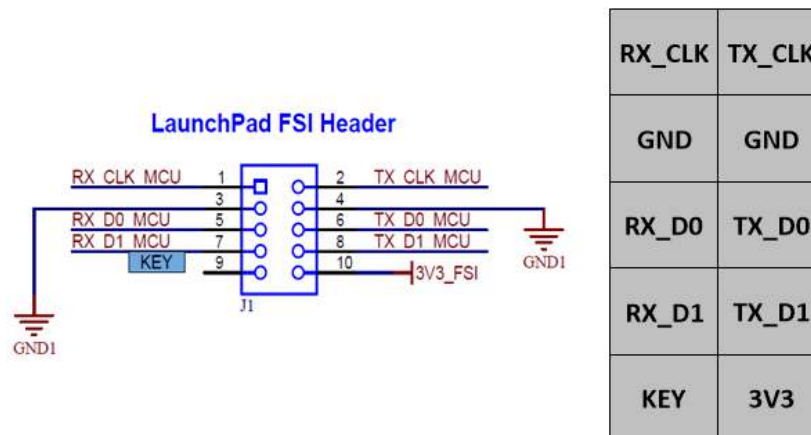 LaunchPad FSI Header
RX_CLK_MCU 1 2 TX_CLK_MCU
3 4
RX_D0_MCU 5 6 TX_D0_MCU
RX_D1_MCU 7 8 TX_D1_MCU
KEY 9 10 3V3_FSI
J1
GND1
GND1
RX_CLK TX_CLK
GND GND
RX_D0 TX_D0
RX_D1 TX_D1
KEY 3V3